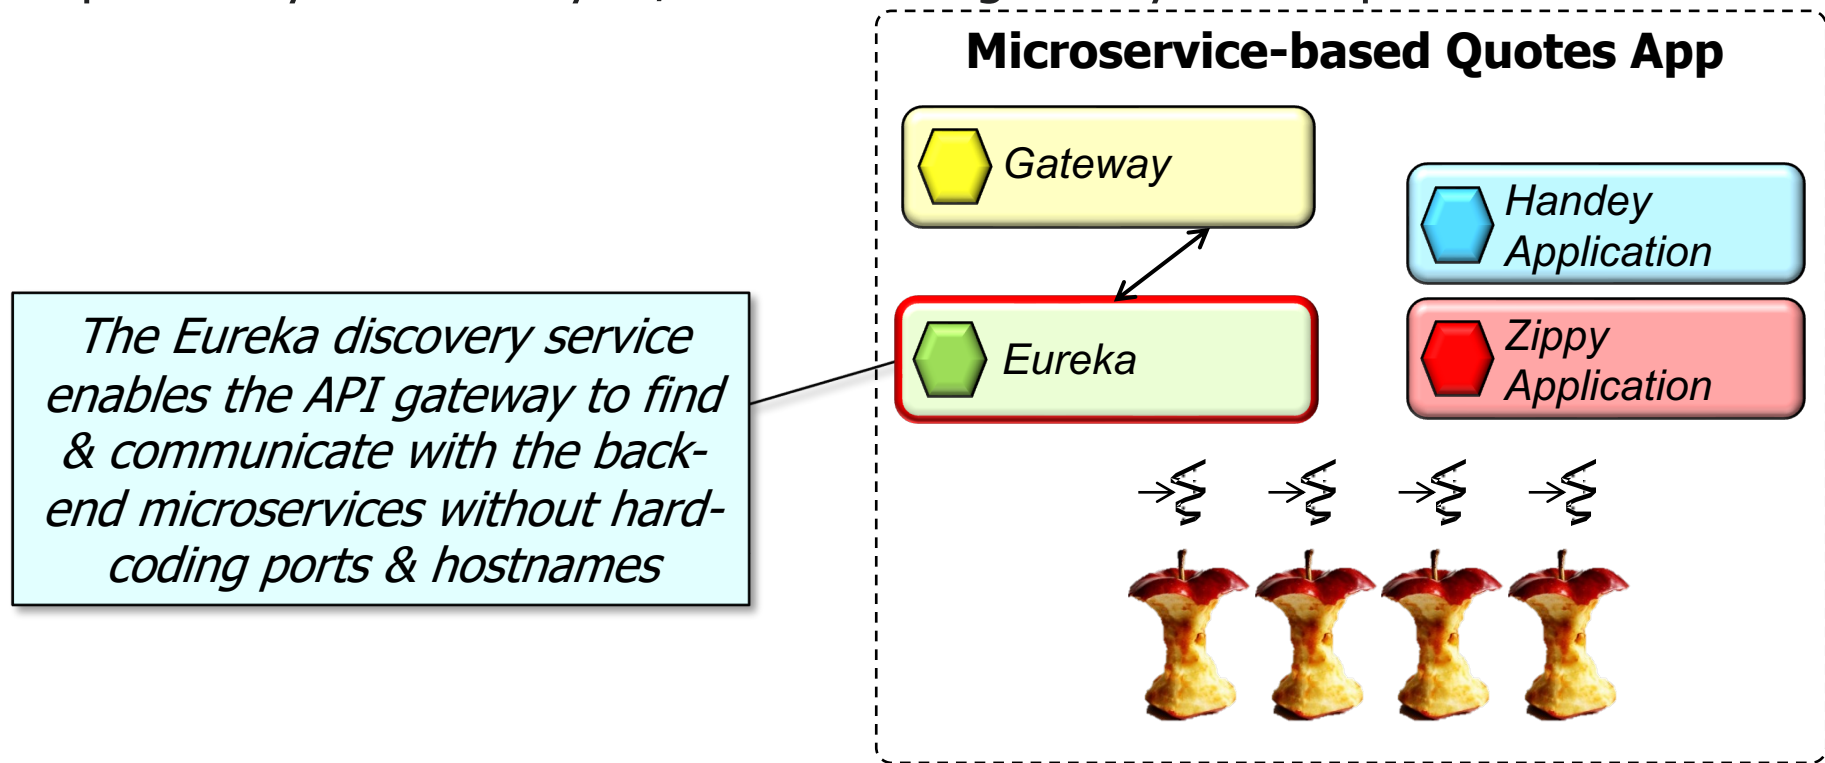 Microservice-based Quotes App
Gateway
Handey
Application
Eureka
Zippy
Application
The Eureka discovery service
enables the API gateway to find
& communicate with the back-
end microservices without hard-
coding ports & hostnames